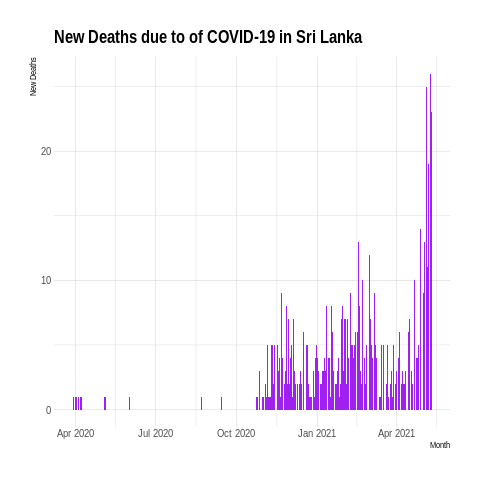 New Deaths due to of COVID-19 in Sri Lanka
New Deaths
20
10
0
Apr 2020 Jul 2020 Oct 2020 Jan 2021 Apr 2021
Month